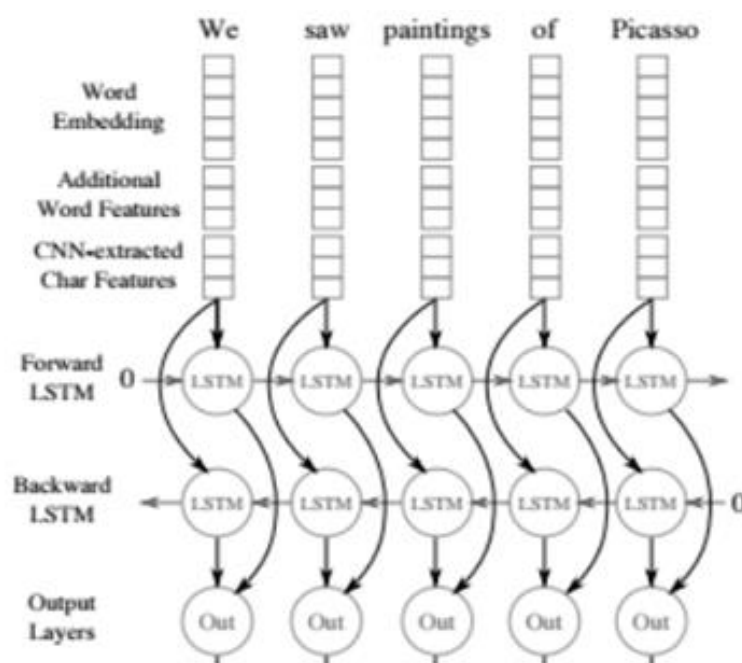 We saw paintings of Picasso
Word
Embedding
Additional
Word Features
CNN-extracted
Char Features
Forward
LSTM
0 LSTM LSTM LSTM LSTM LSTM
Backward
LSTM
LSTM LSTM LSTM LSTM LSTM 0
Output
Layers
Out Out Out Out Out